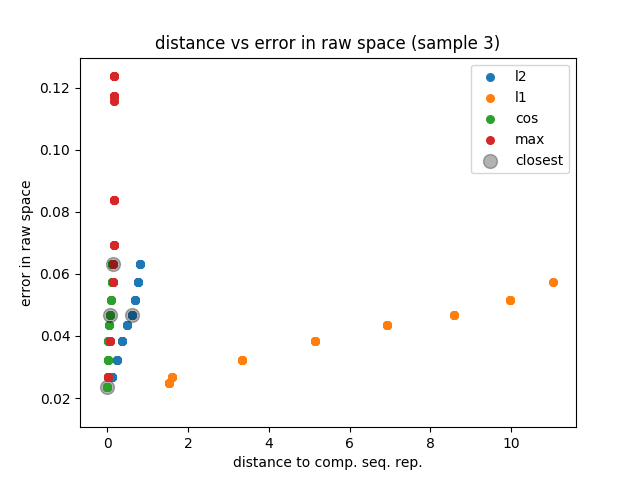 distance vs error in raw space (sample 3)
l2
l1
cos
max
closest
error in raw space
0.12
0.10
0.08
0.06
0.04
0.02
0
2
4
6
8
10
distance to comp. seq. rep.